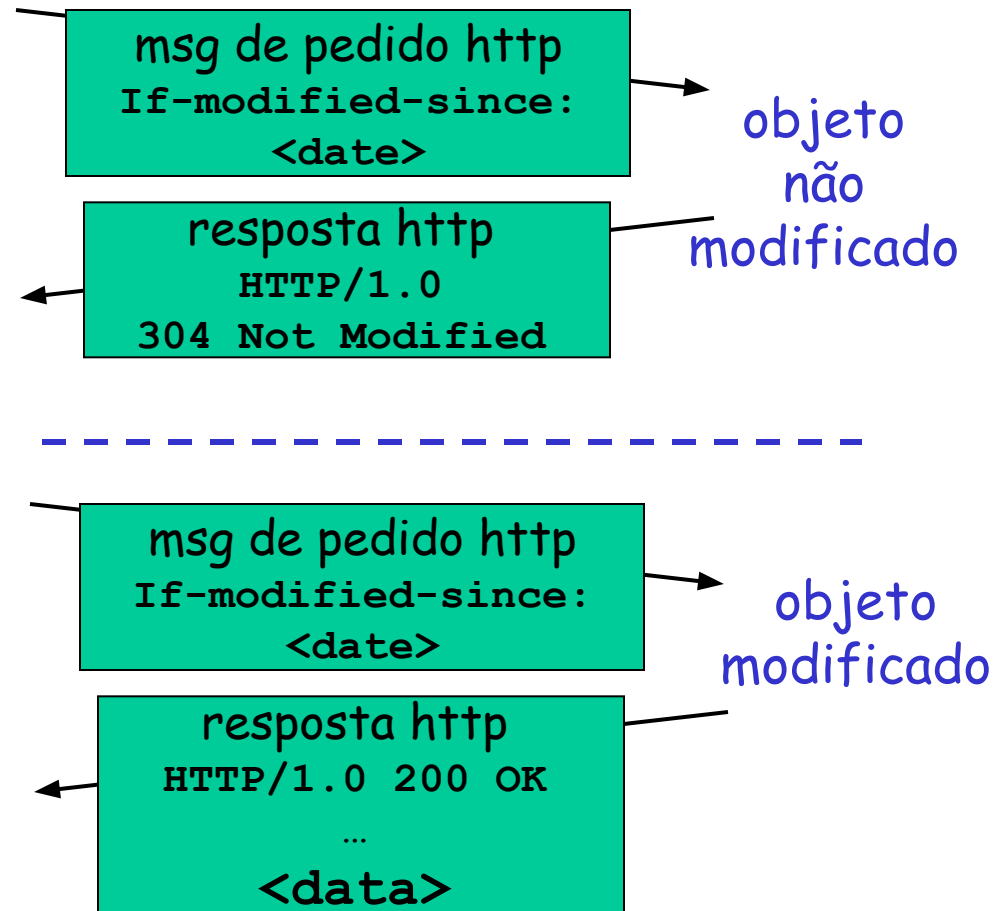 msg de pedido http
If-modified-since:
<date>
objeto
não
modificado
resposta http
HTTP/1.0
304 Not Modified
msg de pedido http
If-modified-since:
<date>
objeto
modificado
resposta http
HTTP/1.0 200 OK
…
<data>